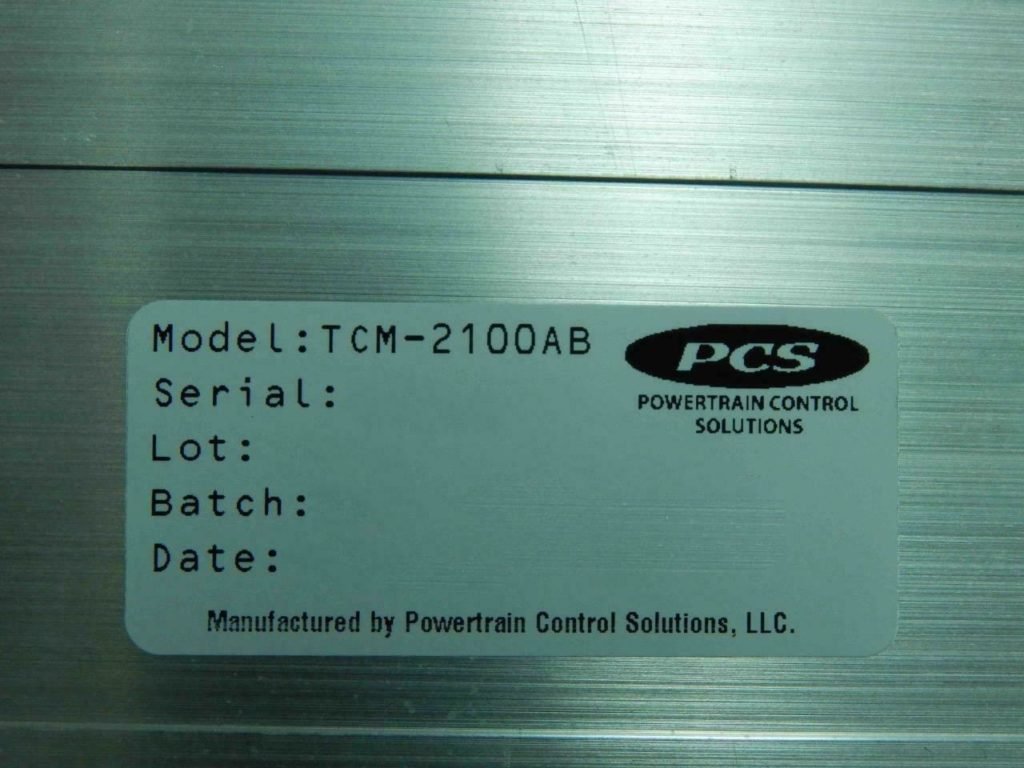 Model:TCM-2100AB
Serial:
Lot:
Batch:
Date:
PCS
POWERTRAIN CONTROL
SOLUTIONS
Manufactured by Powertrain Control Solutions, LLC.